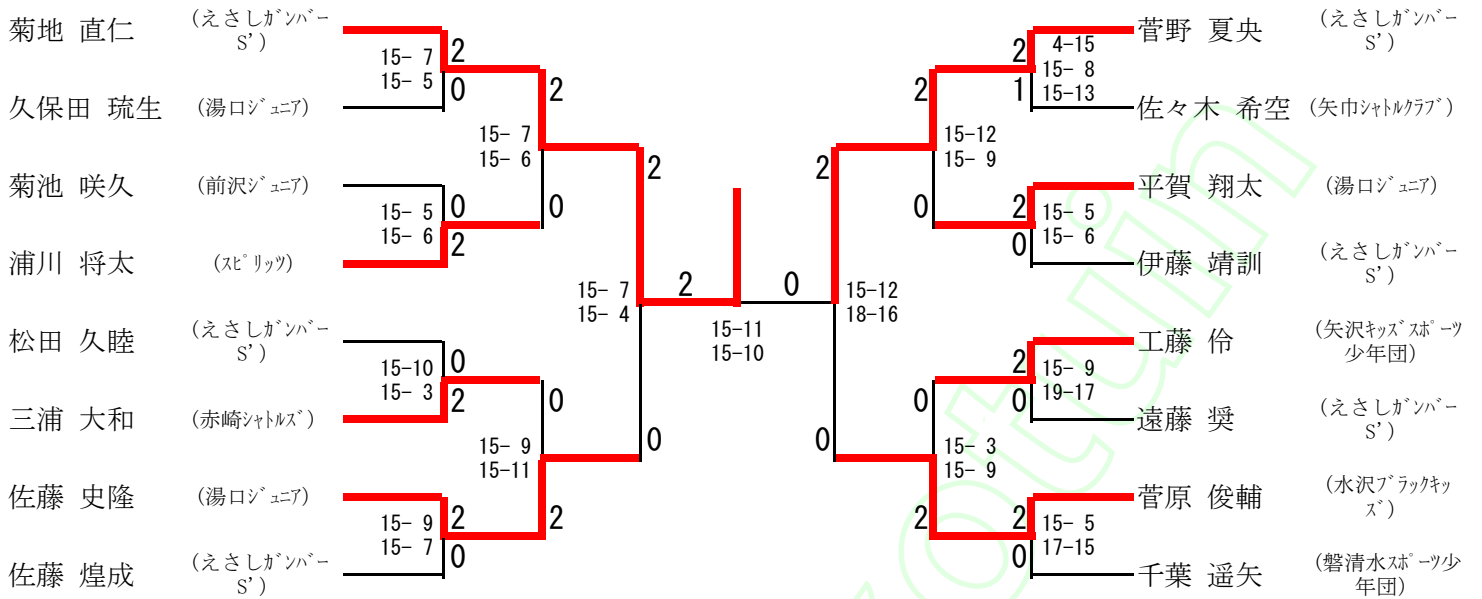 菊地 直仁 (えさしｶﾞﾝﾊﾞｰ
S')
久保田 琉生 (湯口ｼﾞｭﾆｱ)
菊池 咲久 (前沢ｼﾞｭﾆｱ)
浦川 将太 (ｽﾋﾟﾘｯﾂ)
松田 久睦 (えさしｶﾞﾝﾊﾞｰ
S')
三浦 大和 (赤崎ｼｬﾄﾙｽﾞ)
佐藤 史隆 (湯口ｼﾞｭﾆｱ)
佐藤 煌成 (えさしｶﾞﾝﾊﾞｰ
S')
15- 7 2
15- 5 0
15- 5 0
15- 6 2
15-10 0
15- 3 2
15- 9 2
15- 7 0
2
15- 7
15- 6
0
0
15- 9
15-11
2
2
15- 7
15- 4
0
2 0
15-11
15-10
2
15-12
18-16
0
2
15-12
15- 9
0
0
15- 3
15- 9
2
2 4-15
15- 8
1 15-13
2 15- 5
15- 6
0
2 15- 9
19-17
0
2 15- 5
17-15
0
菅野 夏央 (えさしｶﾞﾝﾊﾞｰ
S')
佐々木 希空 (矢巾ｼｬﾄﾙｸﾗﾌﾞ)
平賀 翔太 (湯口ｼﾞｭﾆｱ)
伊藤 靖訓 (えさしｶﾞﾝﾊﾞｰ
S')
工藤 伶 (矢沢ｷｯｽﾞｽﾎﾟｰﾂ
少年団)
遠藤 奨 (えさしｶﾞﾝﾊﾞｰ
S')
菅原 俊輔 (水沢ﾌﾞﾗｯｸｷｯ
ｽﾞ)
千葉 遥矢 (磐清水ｽﾎﾟｰﾂ少
年団)